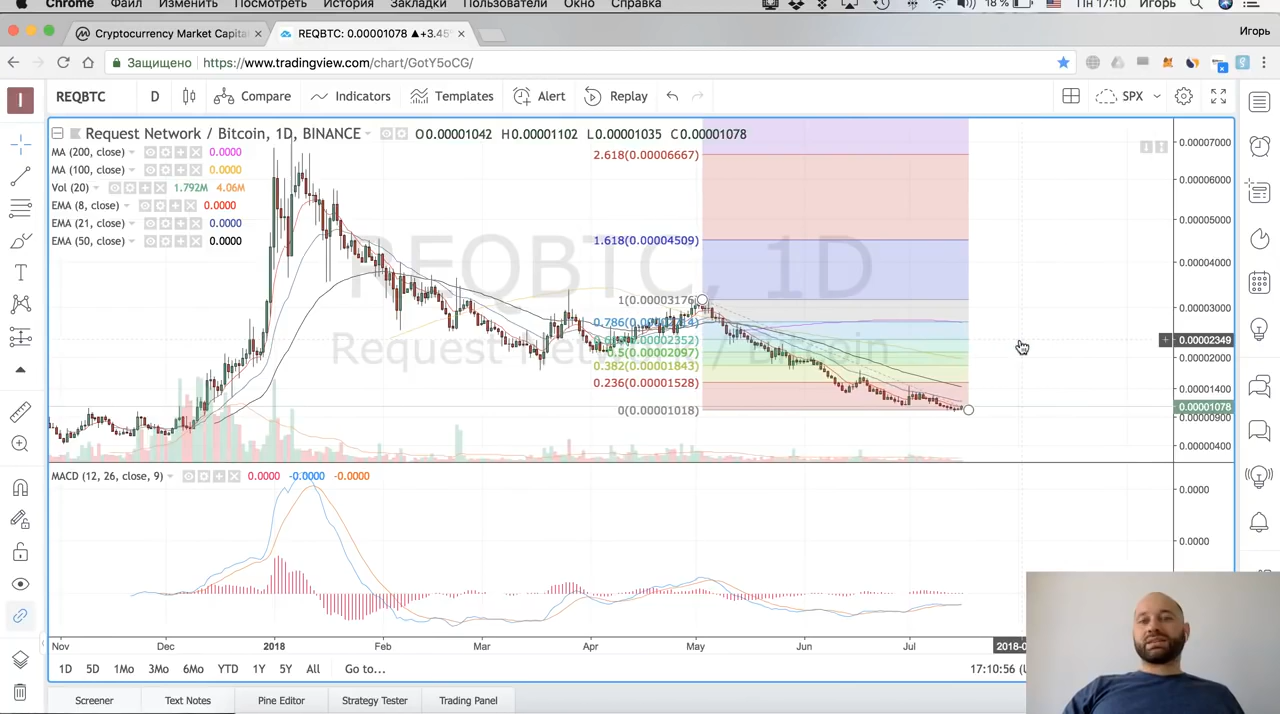 Chrome Файл Изменить Посмотреть История Закладки Пользователи Окно Справка 18 % Пн 17:10 Игорь
Cryptocurrency Market Capita × REQBTC: 0.00001078 ▲+3.45 × Игорь
Защищено https://www.tradingview.com/chart/GotY5oCG/
I REQBTC D Compare Indicators Templates Alert Replay SPX
Request Network / Bitcoin, 1D, BINANCE O0.00001042 H0.00001102 L0.00001035 C0.00001078
MA (200, close) 0.0000
MA (100, close) 0.0000
Vol (20) 1.792M 4.06M
EMA (8, close) 0.0000
EMA (21, close) 0.0000
EMA (50, close) 0.0000
REQBTC, 1D
Request Network / Bitcoin
2.618(0.00006667)
1.618(0.00004509)
1(0.00003176)
0.5(0.00002097)
0.382(0.00001843)
0.236(0.00001528)
0(0.00001018)
0.00007000
0.00006000
0.00005000
0.00004000
0.00003000
0.00002349
0.00002000
0.00001400
0.00001078
0.00000900
0.00000400
MACD (12, 26, close, 9) 0.0000 -0.0000 -0.0000
0.0000
0.0000
Nov Dec 2018 Feb Mar Apr May Jun Jul
1D 5D 1Mo 3Mo 6Mo YTD 1Y 5Y All Go to... 17:10:56
Screener Text Notes Pine Editor Strategy Tester Trading Panel